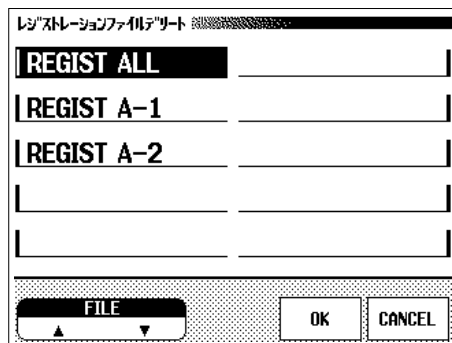 レジストレーションファイルデリート
REGIST ALL
REGIST A-1
REGIST A-2
FILE
▲ ▼
OK
CANCEL